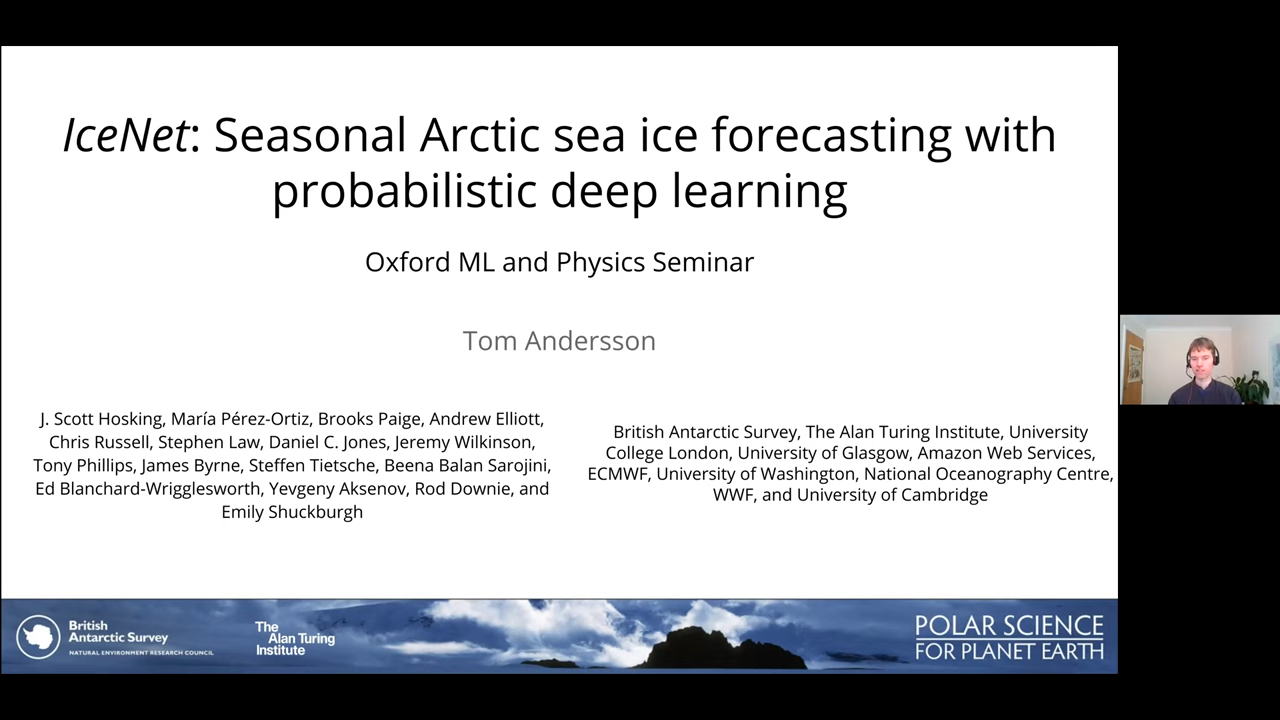 IceNet: Seasonal Arctic sea ice forecasting with
probabilistic deep learning
Oxford ML and Physics Seminar
Tom Andersson
J. Scott Hosking, María Pérez-Ortiz, Brooks Paige, Andrew Elliott,
Chris Russell, Stephen Law, Daniel C. Jones, Jeremy Wilkinson,
Tony Phillips, James Byrne, Steffen Tietsche, Beena Balan Sarojini,
Ed Blanchard-Wrigglesworth, Yevgeny Aksenov, Rod Downie, and
Emily Shuckburgh
British Antarctic Survey, The Alan Turing Institute, University
College London, University of Glasgow, Amazon Web Services,
ECMWF, University of Washington, National Oceanography Centre,
WWF, and University of Cambridge
British
Antarctic Survey
NATURAL ENVIRONMENT RESEARCH COUNCIL
The
Alan Turing
Institute
POLAR SCIENCE
FOR PLANET EARTH